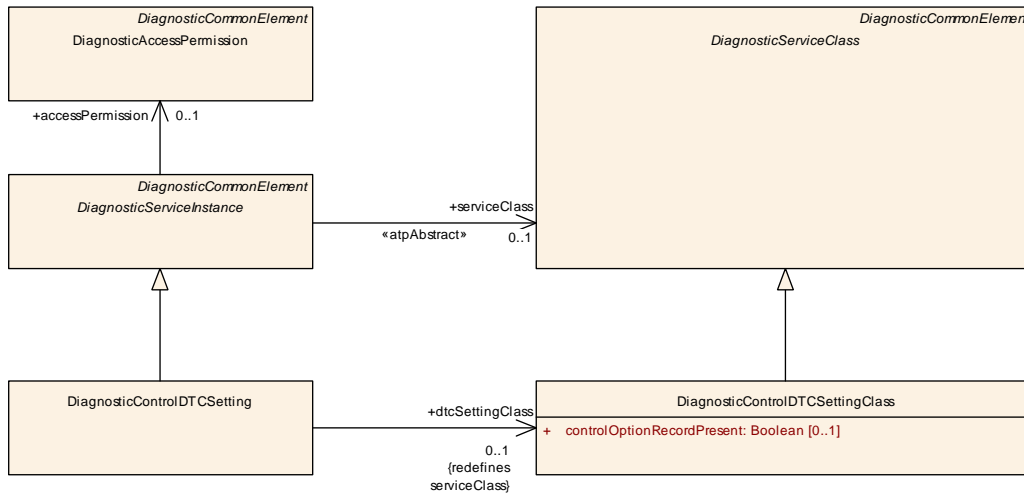 DiagnosticCommonElement
DiagnosticAccessPermission
DiagnosticCommonElement
DiagnosticServiceClass
+accessPermission
0..1
DiagnosticCommonElement
DiagnosticServiceInstance
+serviceClass
«atpAbstract»
0..1
DiagnosticControlDTCSetting
+dtcSettingClass
0..1
{redefines
serviceClass}
DiagnosticControlDTCSettingClass
+ controlOptionRecordPresent: Boolean [0..1]